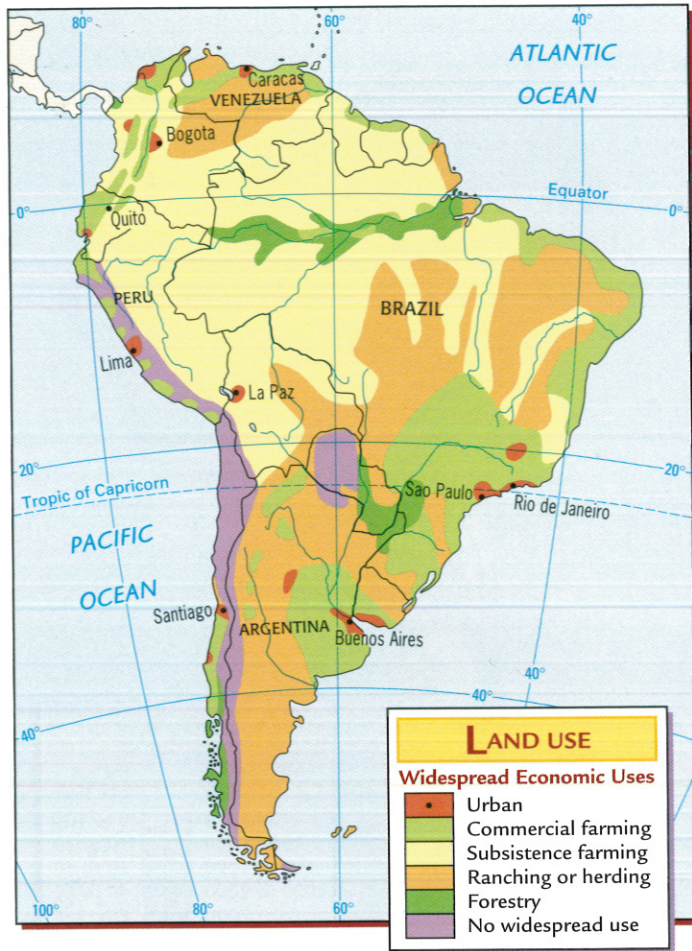 80°
60°
40°
ATLANTIC
OCEAN
Caracas
VENEZUELA
Bogota
Equator
0°
0°
Quito
PERU
BRAZIL
Lima
La Paz
20°
20°
Tropic of Capricorn
Sao Paulo
Rio de Janeiro
PACIFIC
OCEAN
Santiago
ARGENTINA
Buenos Aires
40°
40°
40°
LAND USE
Widespread Economic Uses
Urban
Commercial farming
Subsistence farming
Ranching or herding
Forestry
No widespread use
100°
80°
60°